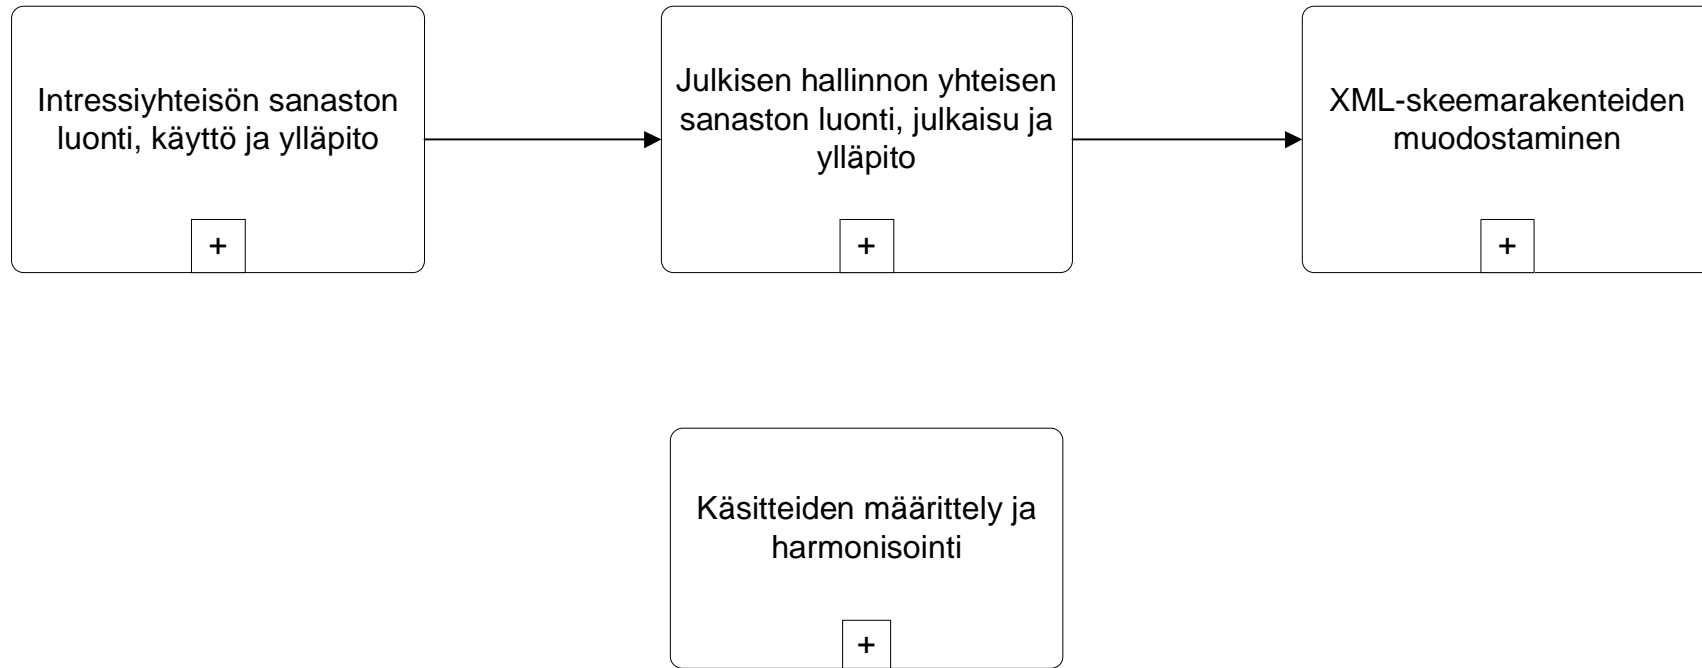 Intressiyhteisön sanaston
luonti, käyttö ja ylläpito
+
Julkisen hallinnon yhteisen
sanaston luonti, julkaisu ja
ylläpito
+
XML-skeemarakenteiden
muodostaminen
+
Käsitteiden määrittely ja
harmonisointi
+